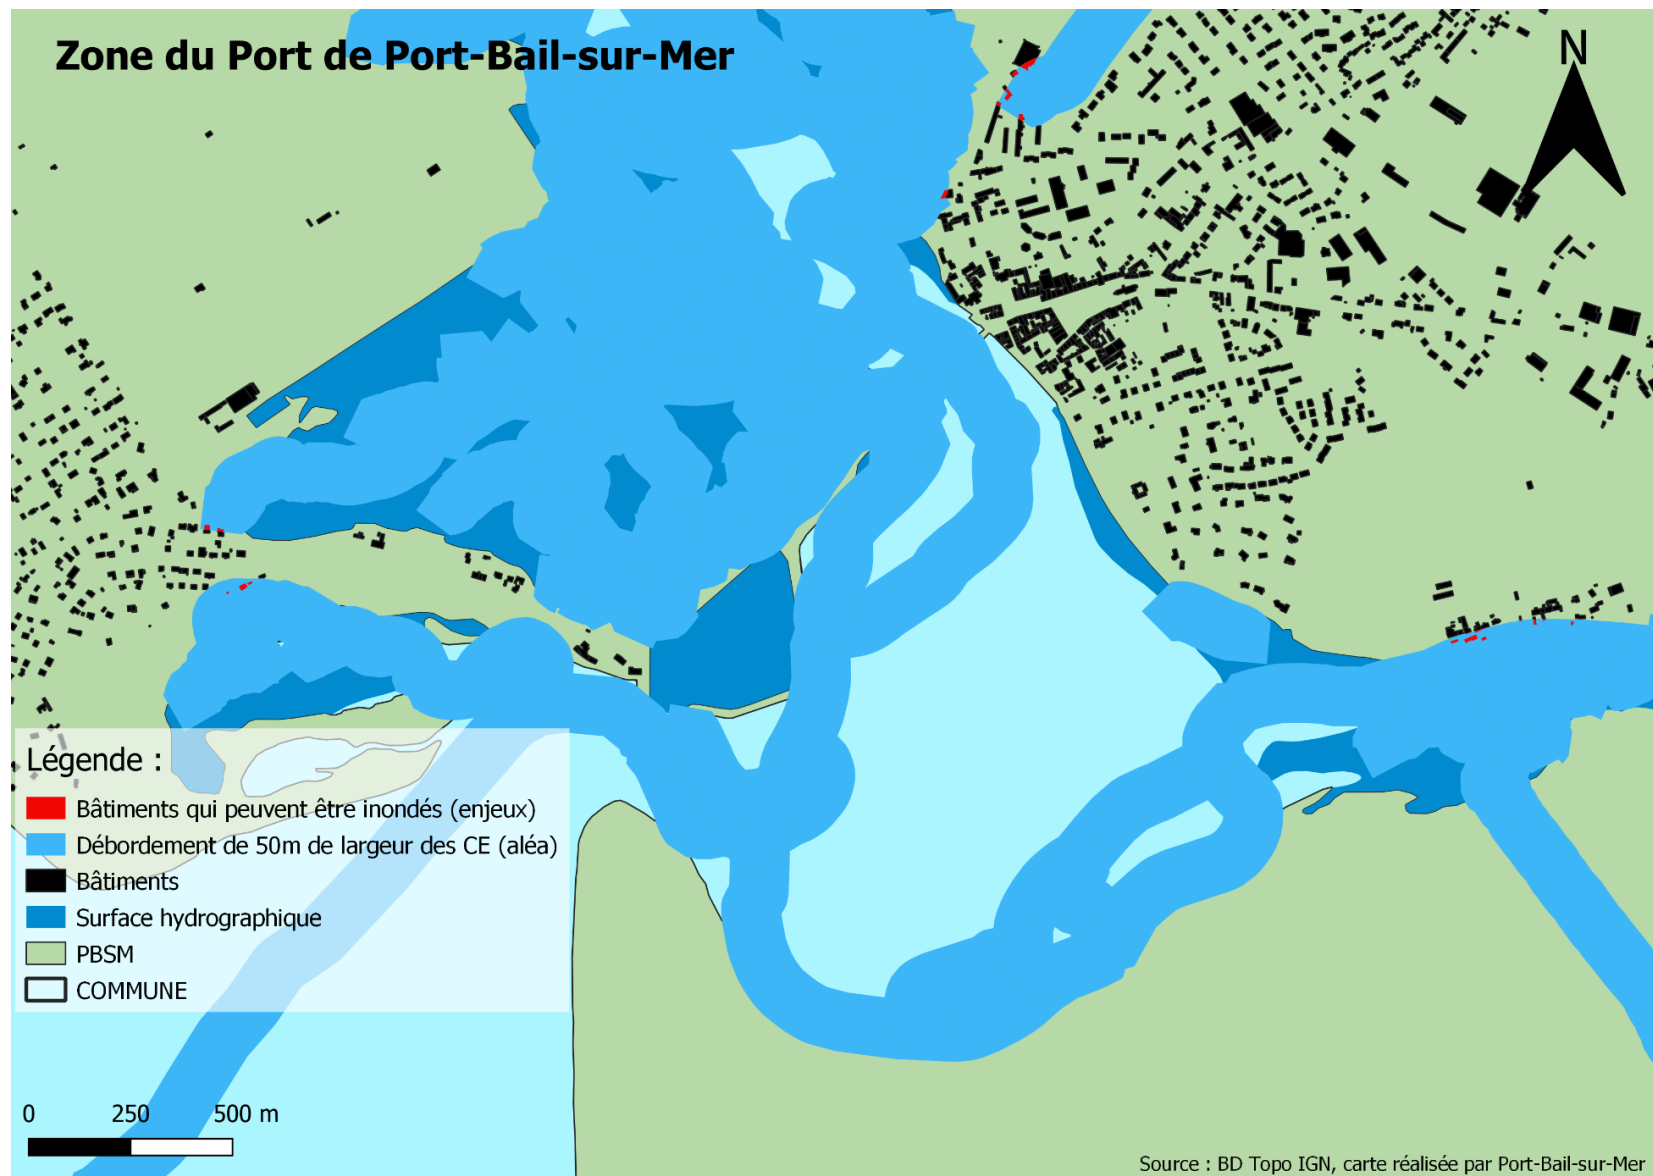 Zone du Port de Port-Bail-sur-Mer
N
Légende :
Bâtiments qui peuvent être inondés (enjeux)
Débordement de 50m de largeur des CE (aléa)
Bâtiments
Surface hydrographique
PBSM
COMMUNE
0 250 500 m
Source : BD Topo IGN, carte réalisée par Port-Bail-sur-Mer